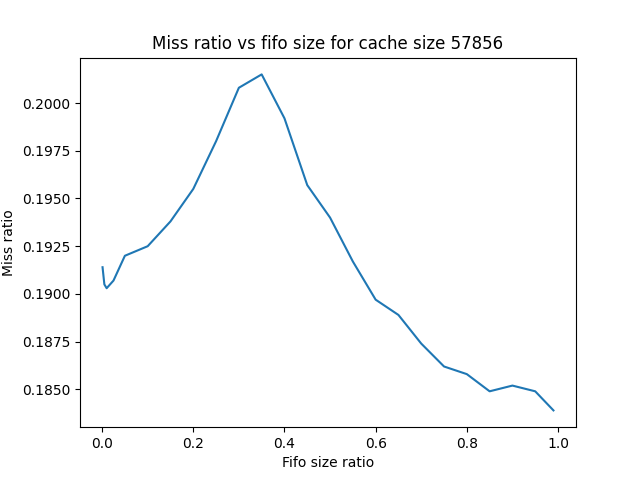 Miss ratio vs fifo size for cache size 57856
Miss ratio
0.2000
0.1975
0.1950
0.1925
0.1900
0.1875
0.1850
0.0 0.2 0.4 0.6 0.8 1.0
Fifo size ratio